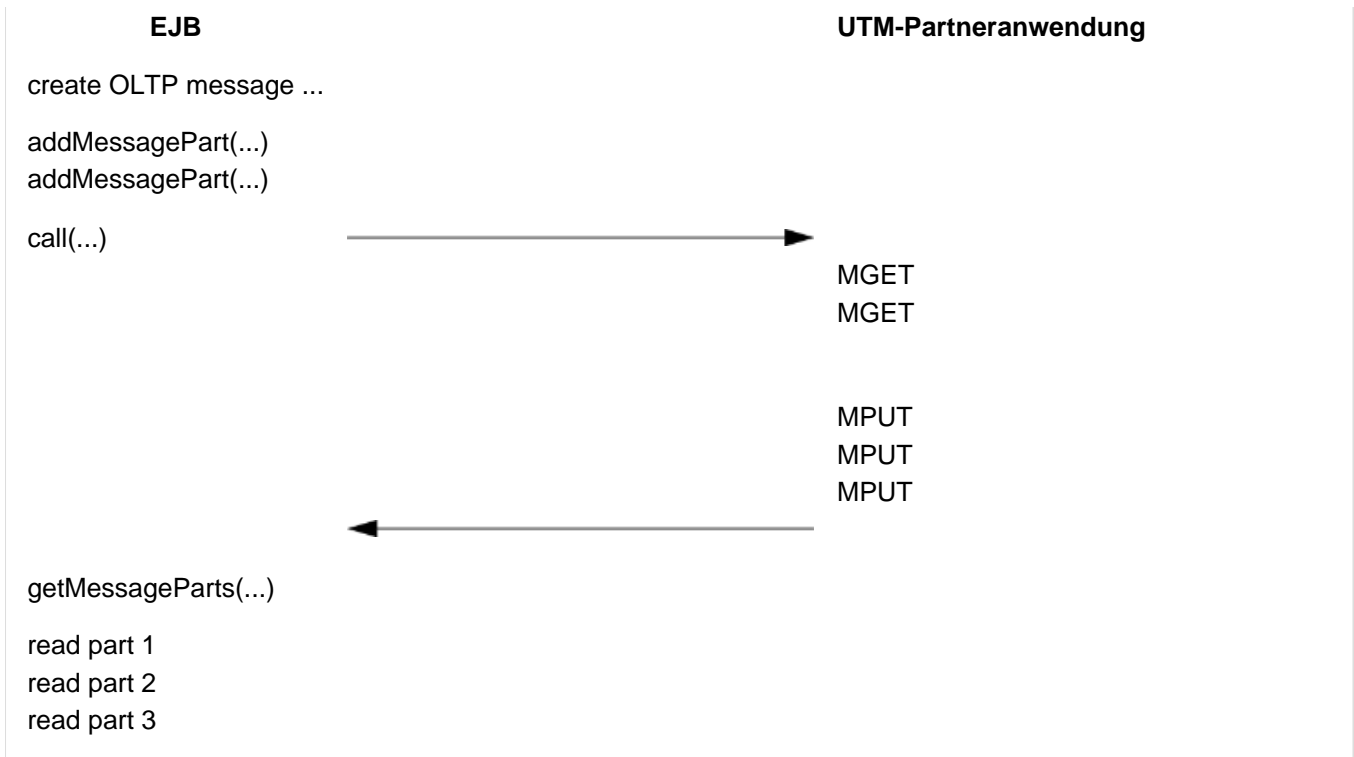 EJB UTM-Partneranwendung
create OLTP message ...
addMessagePart(...)
addMessagePart(...)
call(...)
MGET
MGET
MPUT
MPUT
MPUT
getMessageParts(...)
read part 1
read part 2
read part 3